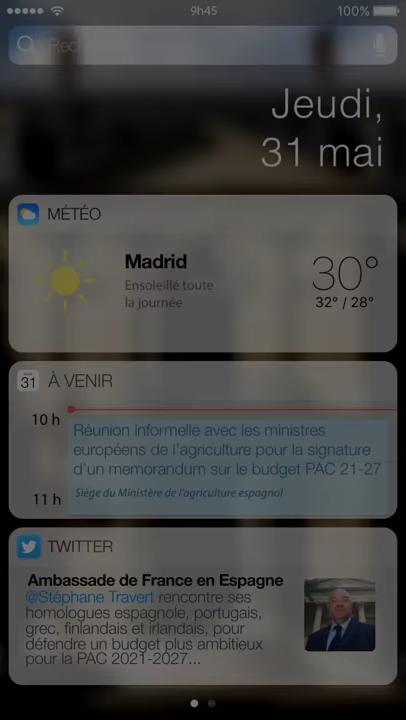 9h45
100%
Rech
Jeudi,
31 mai
MÉTÉO
Madrid
Ensoleillé toute
la journée
30°
32° / 28°
31
À VENIR
10 h
Réunion informelle avec les ministres
européens de l'agriculture pour la signature
d'un memorandum sur le budget PAC 21-27
Siège du Ministère de l'agriculture espagnol
11 h
TWITTER
Ambassade de France en Espagne
@Stéphane Travert rencontre ses
homologues espagnole, portugais,
grec, finlandais et irlandais, pour
défendre un budget plus ambitieux
pour la PAC 2021-2027...